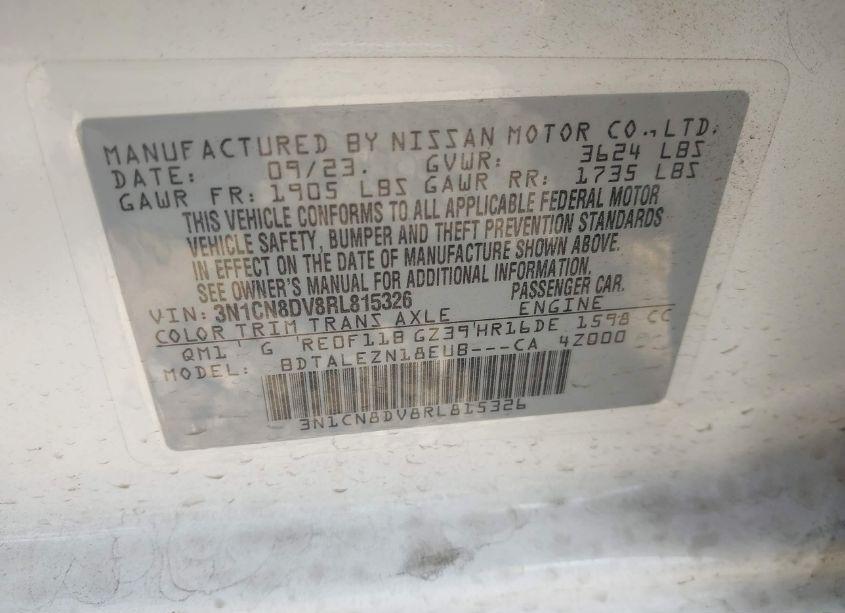 MANUFACTURED BY NISSAN MOTOR CO., LTD.
DATE: 09/23. GVWR: 3624 LBS
GAWR FR: 1905 LBS GAWR RR: 1735 LBS
THIS VEHICLE CONFORMS TO ALL APPLICABLE FEDERAL MOTOR
VEHICLE SAFETY, BUMPER AND THEFT PREVENTION STANDARDS
IN EFFECT ON THE DATE OF MANUFACTURE SHOWN ABOVE.
SEE OWNER'S MANUAL FOR ADDITIONAL INFORMATION.
VIN: 3N1CN8DV8RL815326 PASSENGER CAR.
COLOR TRIM TRANS AXLE ENGINE
QM1 G RE0F11B GZ39 HR16DE 1598 CC
MODEL: BDTALEZN18EUB---CA 4Z000
3N1CN8DV8RL815326